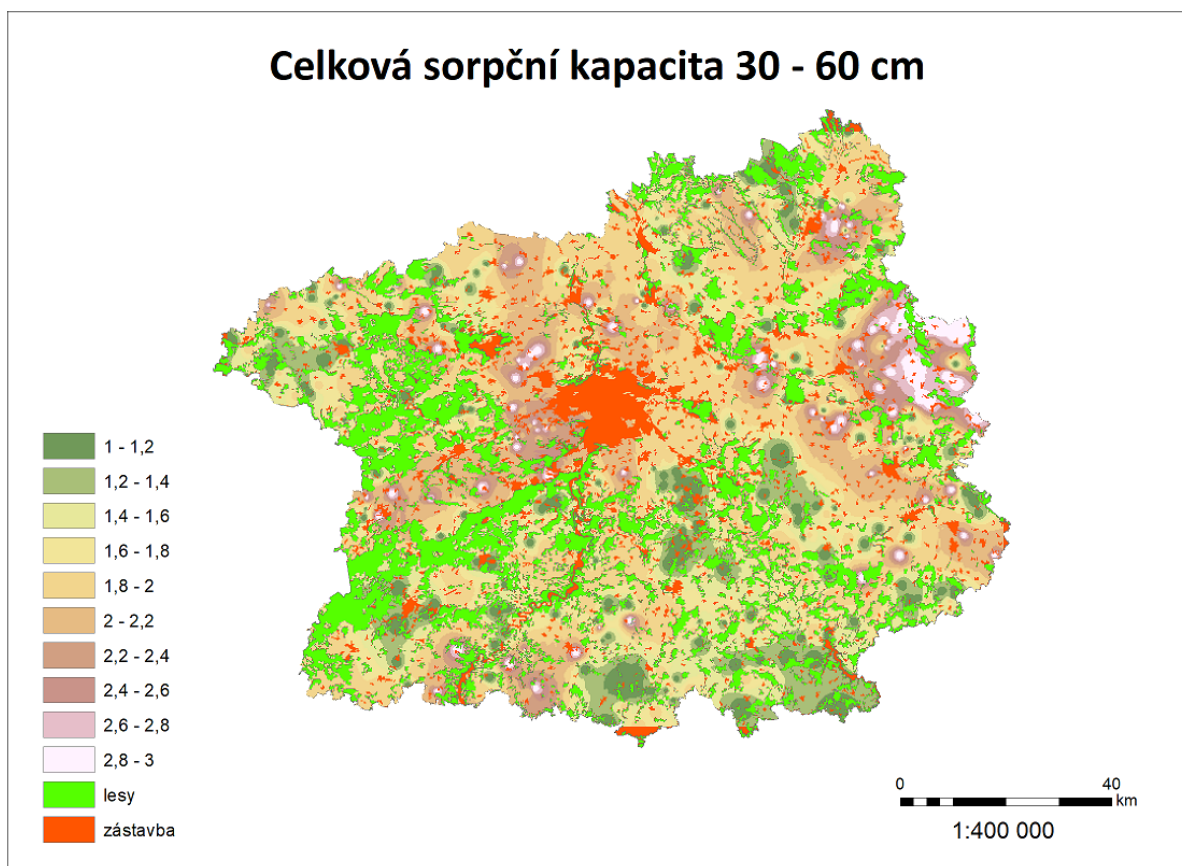 Celková sorpční kapacita 30 - 60 cm
1 - 1,2
1,2 - 1,4
1,4 - 1,6
1,6 - 1,8
1,8 - 2
2 - 2,2
2,2 - 2,4
2,4 - 2,6
2,6 - 2,8
2,8 - 3
lesy
zástavba
0 40
km
1:400 000